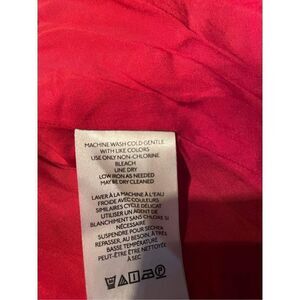 MACHINE WASH COLD-GENTLE
WITH LIKE COLORS
USE ONLY NON-CHLORINE
BLEACH
LINE DRY
LOW IRON AS NEEDED
MAY BE DRY CLEANED
LAVER À LA MACHINE À L'EAU
FROIDE AVEC COULEURS
SIMILAIRES CYCLE DÉLICAT
UTILISER UN AGENT DE
BLANCHIMENT SANS CHLORE SI
NÉCESSAIRE
SUSPENDRE POUR SÉCHER
REPASSER, AU BESOIN, À TRÈS
BASSE TEMPÉRATURE
PEUT-ÊTRE ÊTRE NETTOYÉE
À SEC